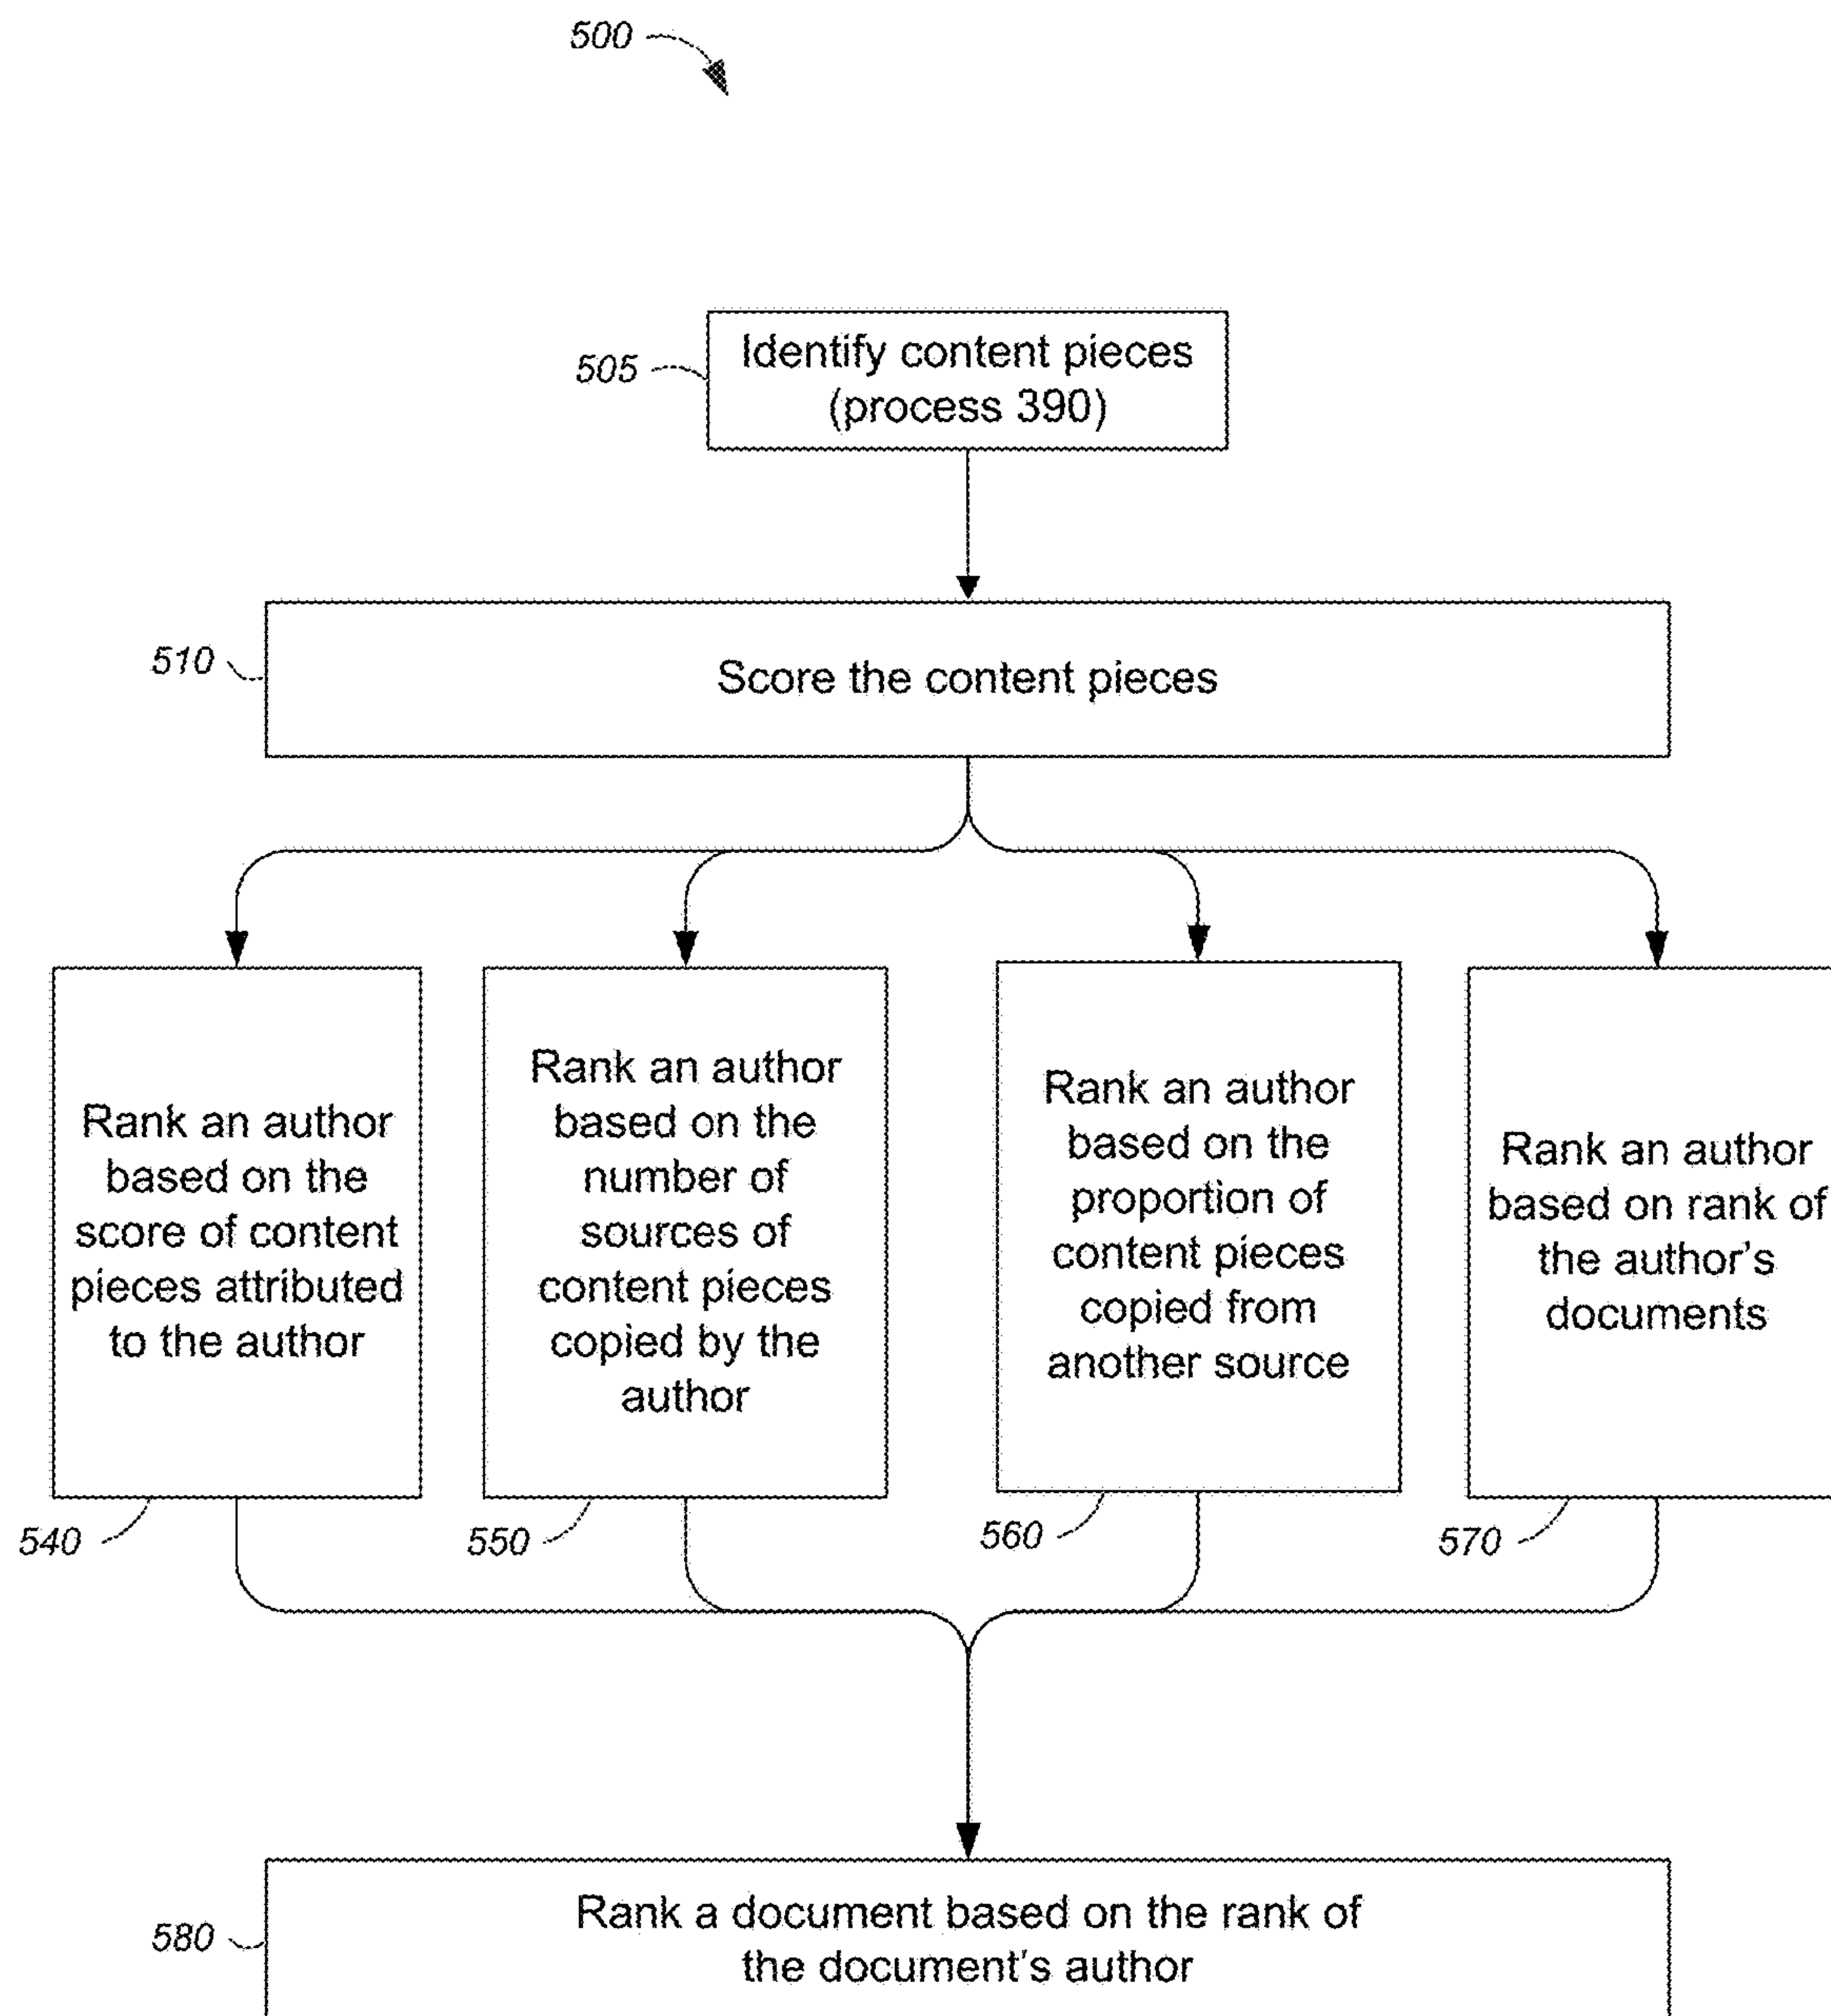 500
505
Identify content pieces
(process 390)
510
Score the content pieces
Rank an author
based on the
score of content
pieces attributed
to the author
540
Rank an author
based on the
number of
sources of
content pieces
copied by the
author
550
Rank an author
based on the
proportion of
content pieces
copied from
another source
560
Rank an author
based on rank of
the author's
documents
570
580
Rank a document based on the rank of
the document's author